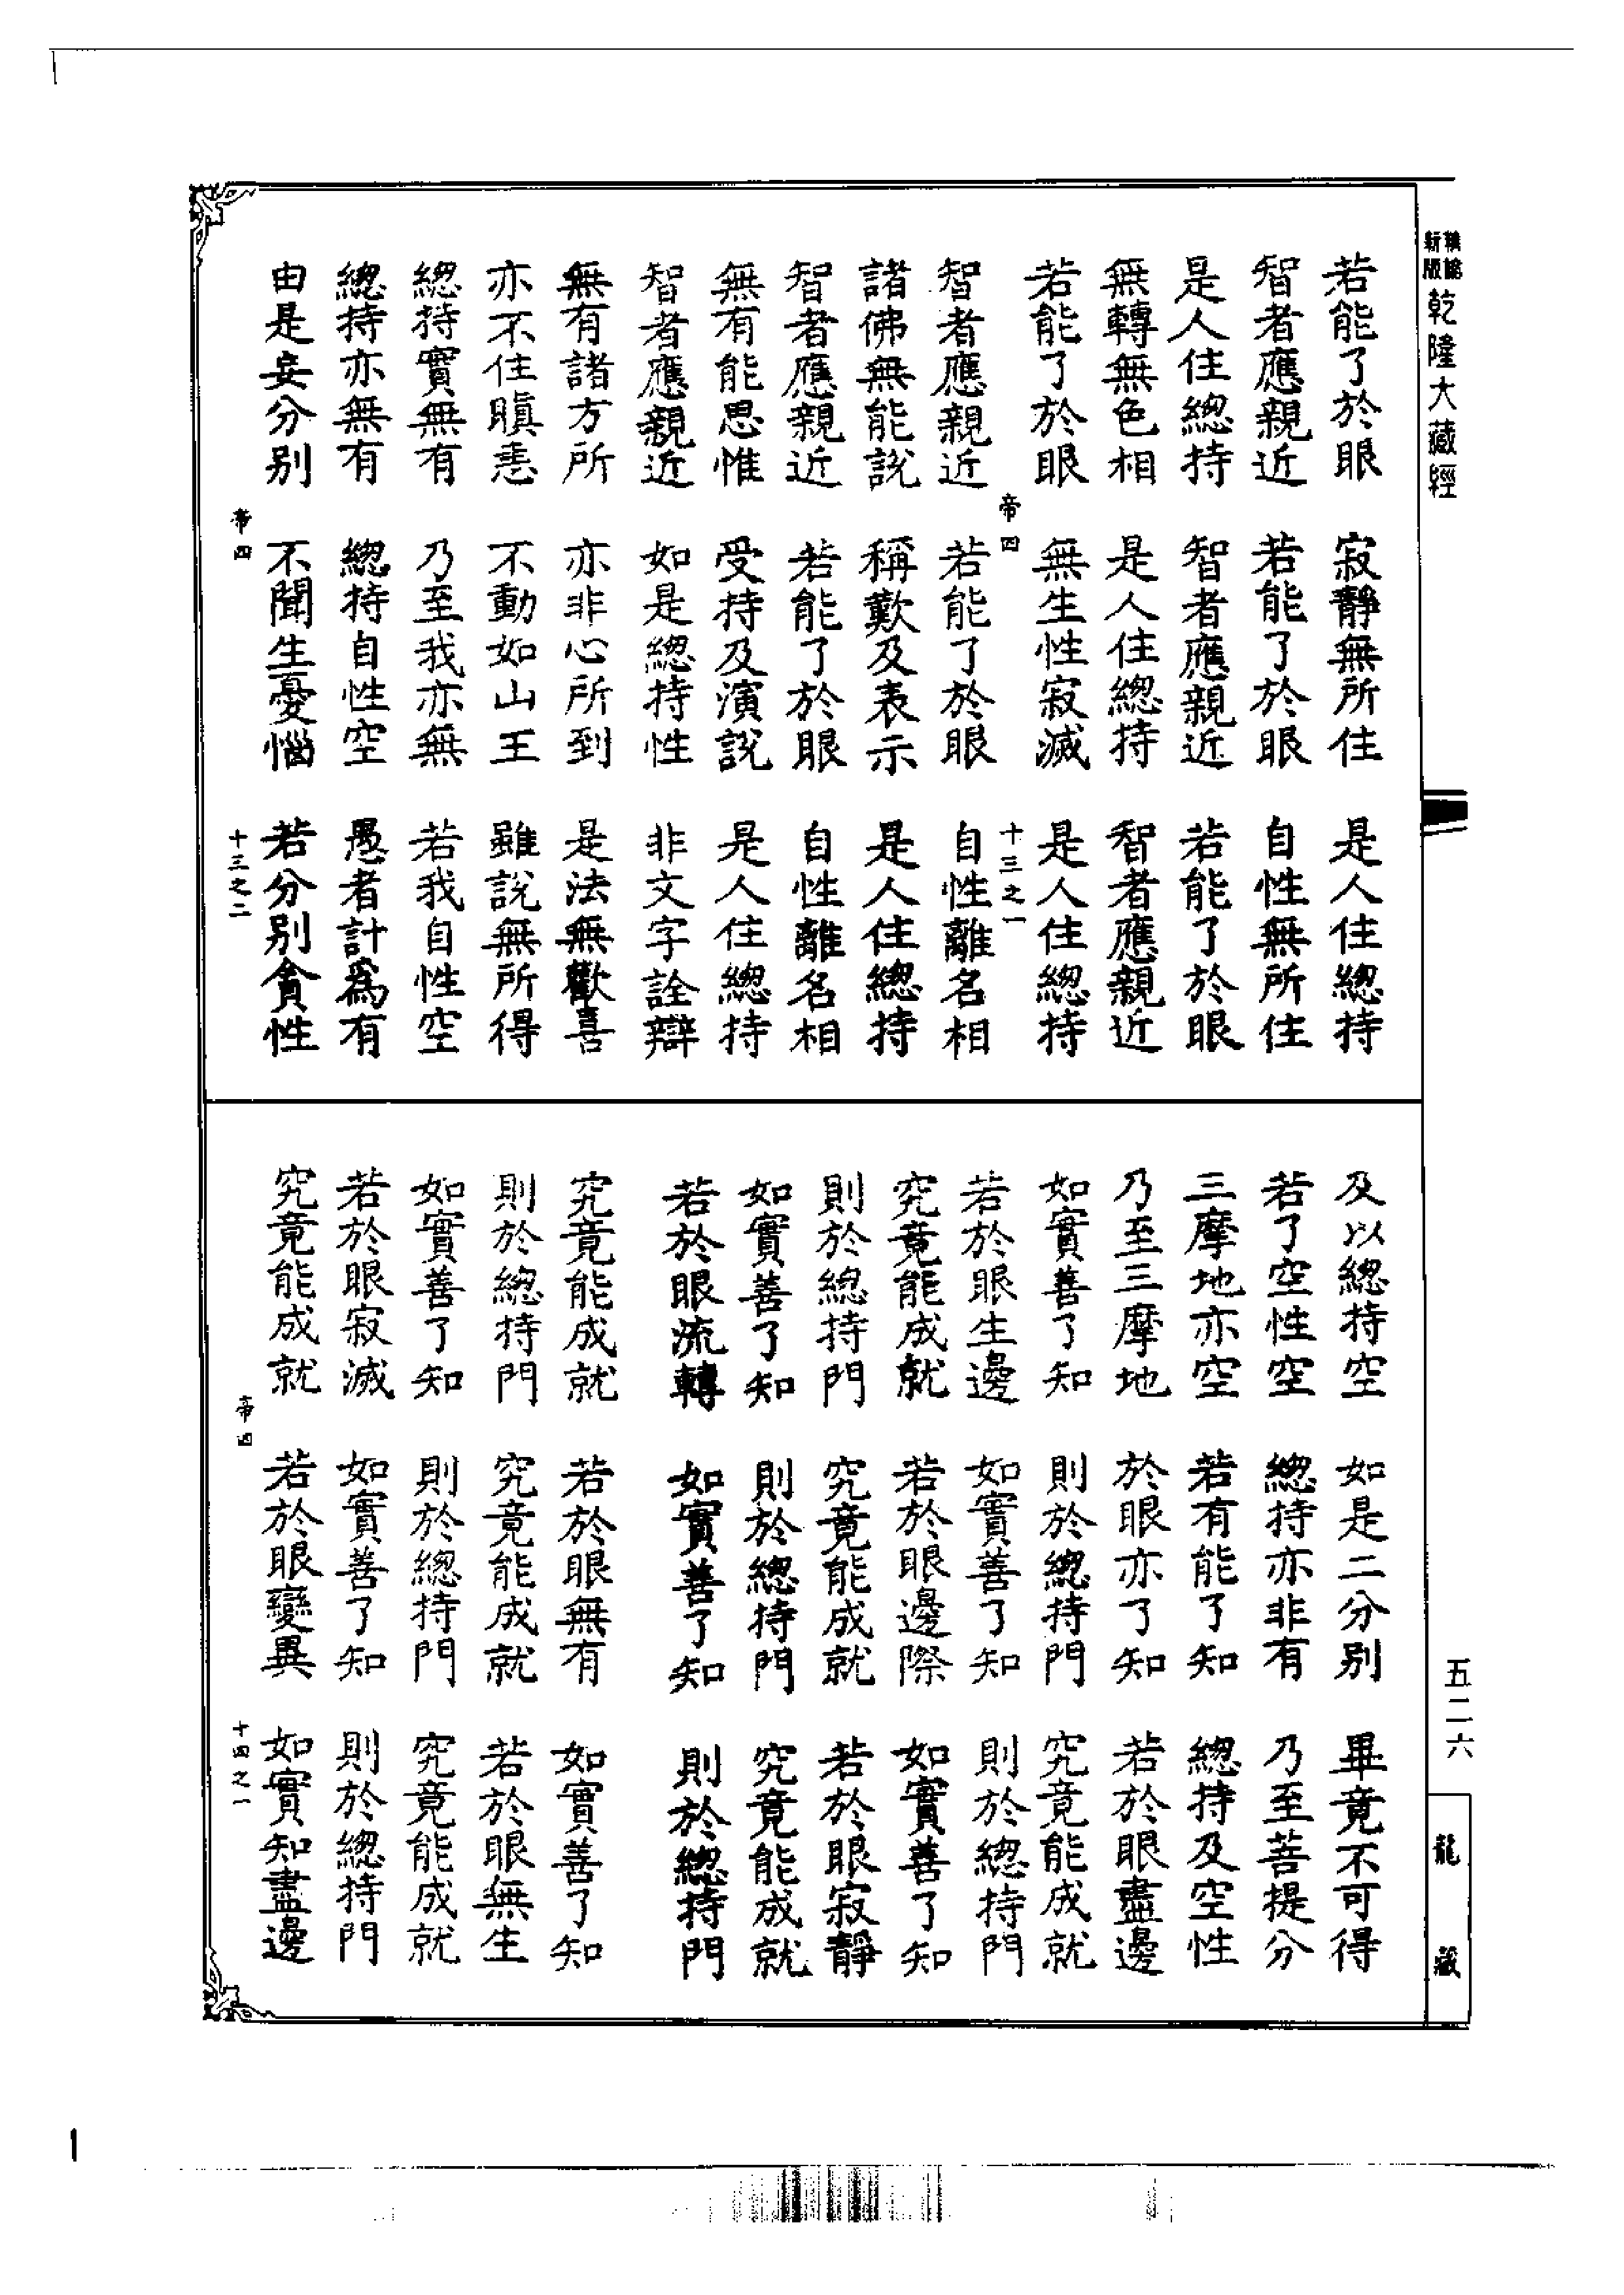 新版
乾隆大藏經
若能了於眼 寂靜無所住 是人住總持
智者應親近 若能了於眼 自性無所住
是人住總持 智者應親近 若能了於眼
無轉無色相 是人住總持 智者應親近
若能了於眼 無生性寂滅 是人住總持
帝四 十三之一
智者應親近 若能了於眼 自性離名相
諸佛無能說 稱歎及表示 是人住總持
智者應親近 若能了於眼 自性離名相
無有能思惟 受持及演說 是人住總持
智者應親近 如是總持性 非文字詮辯
無有諸方所 亦非心所到 是法無歡喜
亦不住瞋恚 不動如山王 雖說無所得
總持實無有 乃至我亦無 若我自性空
總持亦無有 總持自性空 愚者計為有
由是妄分別 不聞生憂惱 若分別貪性
帝四 十三之二
及以總持空 如是二分別 畢竟不可得
若了空性空 總持亦非有 乃至菩提分
三摩地亦空 若有能了知 總持及空性
乃至三摩地 於眼亦了知 若於眼盡邊
如實善了知 則於總持門 究竟能成就
若於眼生邊 如實善了知 則於總持門
究竟能成就 若於眼邊際 如實善了知
則於總持門 究竟能成就 若於眼寂靜
如實善了知 則於總持門 究竟能成就
若於眼流轉 如實善了知 則於總持門
究竟能成就 若於眼無有 如實善了知
則於總持門 究竟能成就 若於眼無生
如實善了知 則於總持門 究竟能成就
若於眼寂滅 如實善了知 則於總持門
究竟能成就 若於眼變異 如實知盡邊
帝四 十四之一
五二六
龍藏